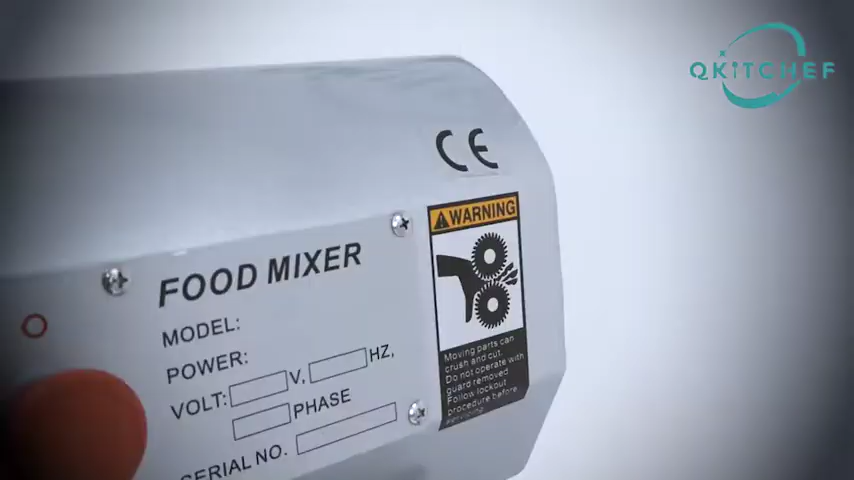 QKITCHEF
CE
WARNING
FOOD MIXER
MODEL:
POWER:
VOLT: V, HZ,
PHASE
SERIAL NO.
Moving parts can
crush and cut.
Do not operate with
guard removed
Follow lockout
procedure before
servicing.